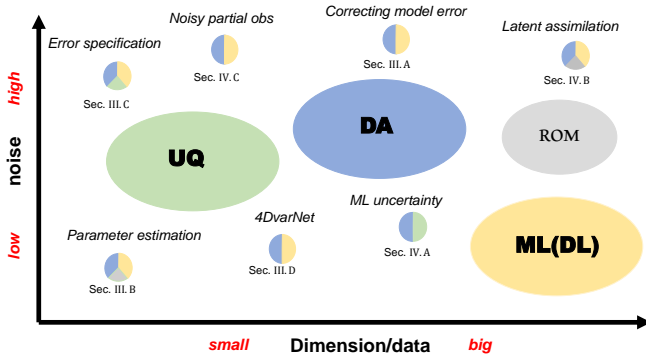 Noisy partial obs
Correcting model error
Error specification
Latent assimilation
Sec. IV. C
Sec. III. A
Sec. IV. B
Sec. III. C
high
noise
low
UQ
DA
ROM
ML(DL)
4DvarNet
ML uncertainty
Parameter estimation
Sec. IV. A
Sec. III. D
Sec. III. B
small Dimension/data big